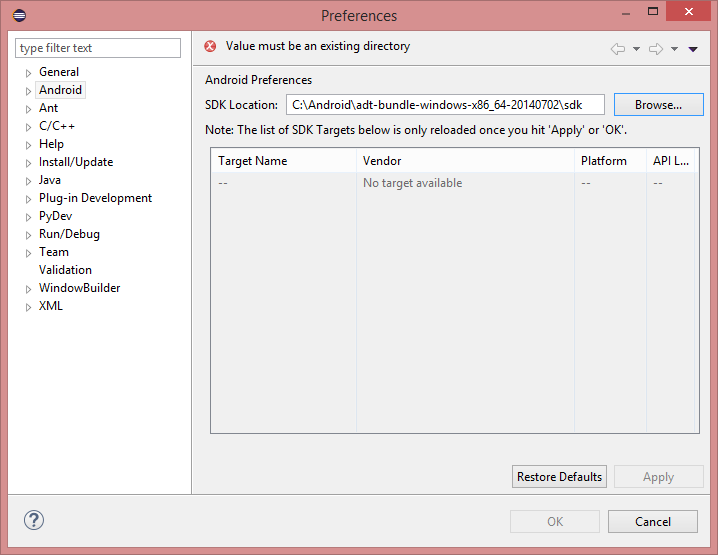 Preferences
type filter text
General
Android
Ant
C/C++
Help
Install/Update
Java
Plug-in Development
PyDev
Run/Debug
Team
Validation
WindowBuilder
XML
Value must be an existing directory
Android Preferences
SDK Location: C:\Android\adt-bundle-windows-x86_64-20140702\sdk Browse...
Note: The list of SDK Targets below is only reloaded once you hit 'Apply' or 'OK'.
Target Name Vendor Platform API L...
-- No target available -- --
Restore Defaults Apply
OK Cancel